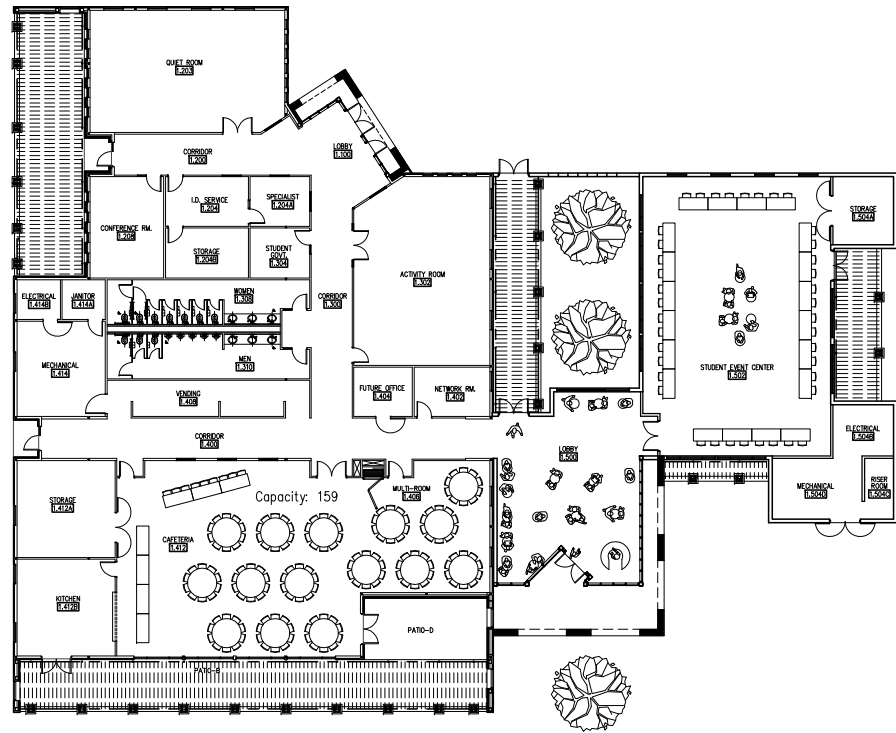 QUIET ROOM
1.203
LOBBY
1.100
CORRIDOR
1.200
I.D. SERVICE
1.204
SPECIALIST
1.204A
CONFERENCE RM.
1.208
STORAGE
1.204B
STUDENT
GOVT.
1.304
STORAGE
1.504A
ACTIVITY ROOM
1.302
ELECTRICAL
1.414B
JANITOR
1.414A
WOMEN
1.308
CORRIDOR
1.300
MECHANICAL
1.414
MEN
1.310
STUDENT EVENT CENTER
1.502
VENDING
1.408
FUTURE OFFICE
1.404
NETWORK RM.
1.402
CORRIDOR
1.400
LOBBY
1.500
ELECTRICAL
1.504B
MECHANICAL
1.504D
RISER
ROOM
1.504C
STORAGE
1.412A
Capacity: 159
MULTI-ROOM
1.406
CAFETERIA
1.412
KITCHEN
1.412B
PATIO-D
PATIO-B